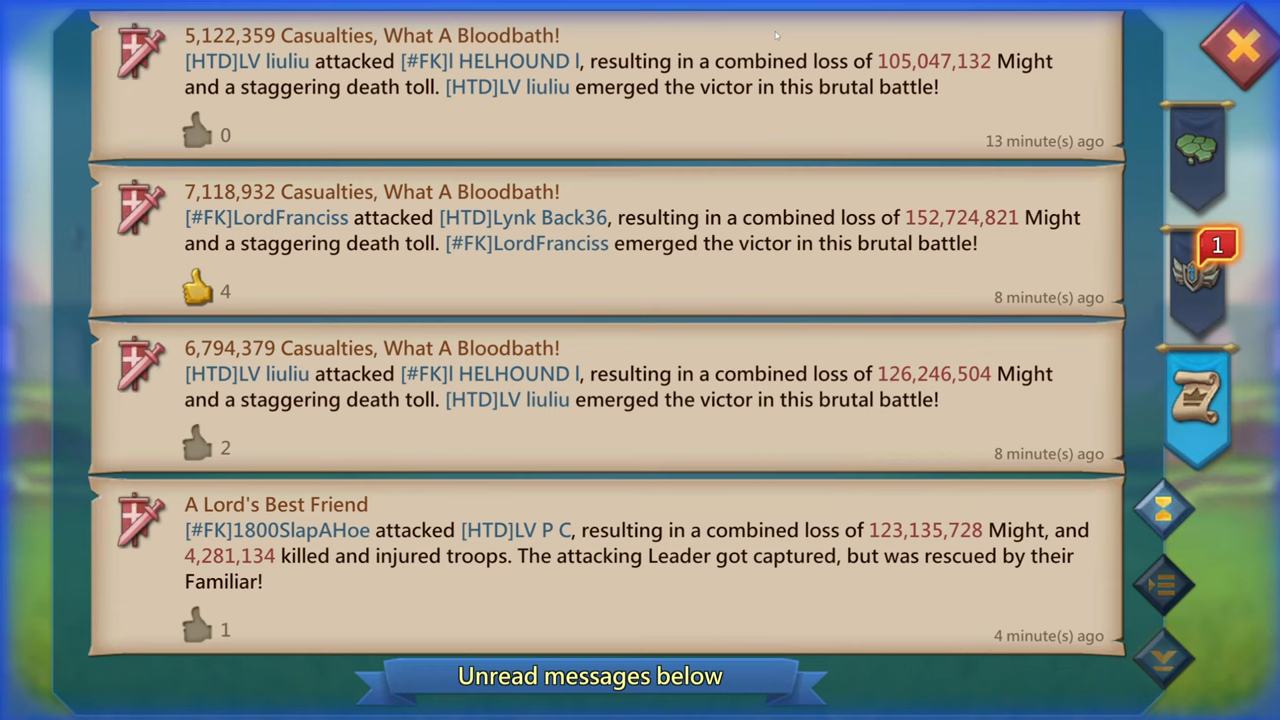 5,122,359 Casualties, What A Bloodbath!
[HTD]LV liuliu attacked [#FK]l HELHOUND l, resulting in a combined loss of 105,047,132 Might
and a staggering death toll. [HTD]LV liuliu emerged the victor in this brutal battle!
0
13 minute(s) ago
7,118,932 Casualties, What A Bloodbath!
[#FK]LordFranciss attacked [HTD]Lynk Back36, resulting in a combined loss of 152,724,821 Might
and a staggering death toll. [#FK]LordFranciss emerged the victor in this brutal battle!
1
4
8 minute(s) ago
6,794,379 Casualties, What A Bloodbath!
[HTD]LV liuliu attacked [#FK]l HELHOUND l, resulting in a combined loss of 126,246,504 Might
and a staggering death toll. [HTD]LV liuliu emerged the victor in this brutal battle!
2
8 minute(s) ago
A Lord's Best Friend
[#FK]1800SlapAHoe attacked [HTD]LV P C, resulting in a combined loss of 123,135,728 Might, and
4,281,134 killed and injured troops. The attacking Leader got captured, but was rescued by their
Familiar!
1
4 minute(s) ago
Unread messages below